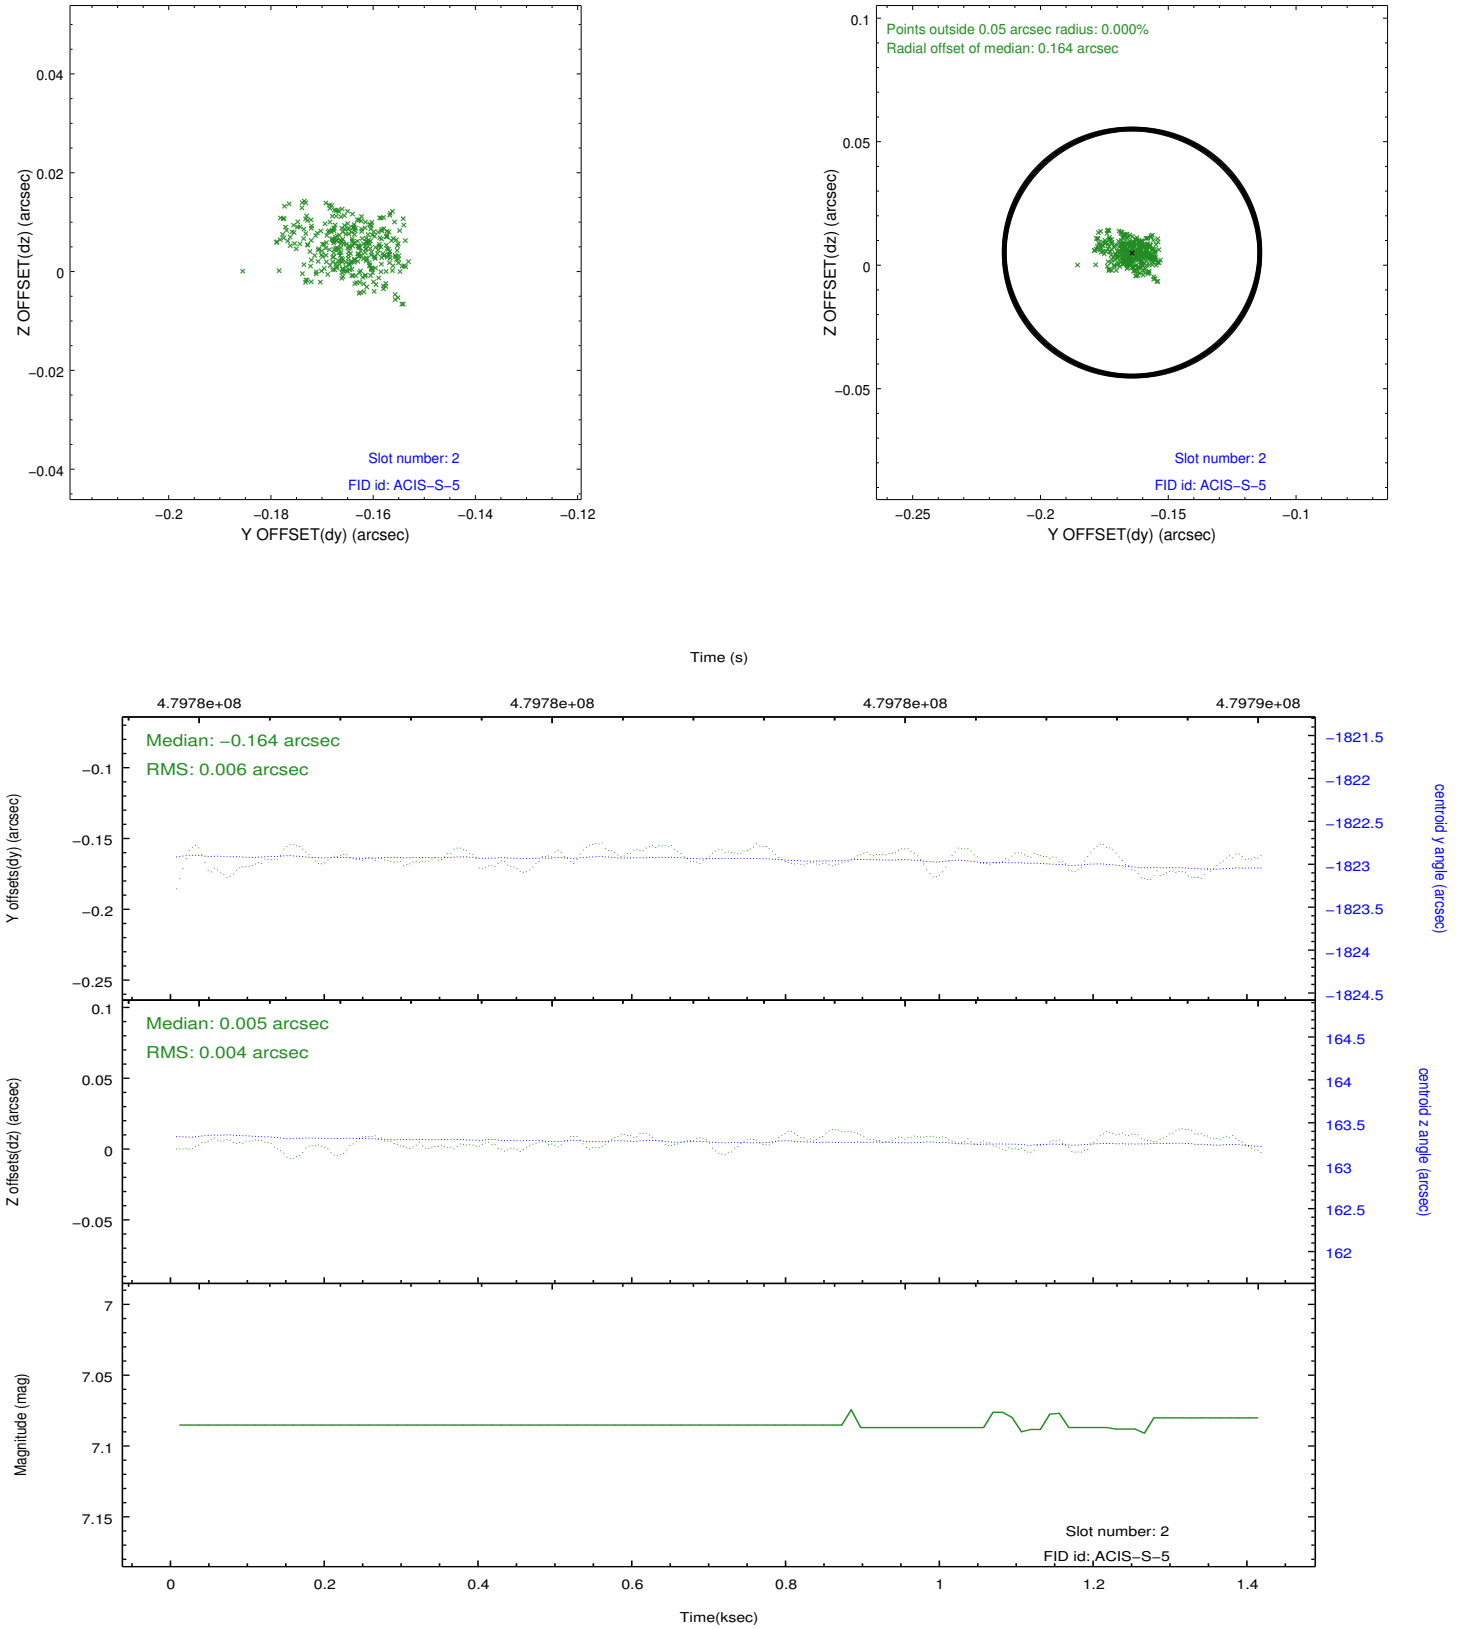 0.04
0.02
0
−0.02
−0.04
Z OFFSET(dz) (arcsec)
Slot number: 2
FID id: ACIS−S−5
−0.2 −0.18 −0.16 −0.14 −0.12
Y OFFSET(dy) (arcsec)
Points outside 0.05 arcsec radius: 0.000%
Radial offset of median: 0.164 arcsec
0.1
0.05
0
−0.05
Z OFFSET(dz) (arcsec)
Slot number: 2
FID id: ACIS−S−5
−0.25 −0.2 −0.15 −0.1
Y OFFSET(dy) (arcsec)
Time (s)
4.7978e+08 4.7978e+08 4.7978e+08 4.7979e+08
Median: −0.164 arcsec
RMS: 0.006 arcsec
−0.1
−0.15
−0.2
−0.25
Y offsets(dy) (arcsec)
−1821.5
−1822
−1822.5
−1823
−1823.5
−1824
−1824.5
centroid y angle (arcsec)
Median: 0.005 arcsec
RMS: 0.004 arcsec
0.1
0.05
0
−0.05
Z offsets(dz) (arcsec)
164.5
164
163.5
163
162.5
162
centroid z angle (arcsec)
7
7.05
7.1
7.15
Magnitude (mag)
Slot number: 2
FID id: ACIS−S−5
0 0.2 0.4 0.6 0.8 1 1.2 1.4
Time(ksec)